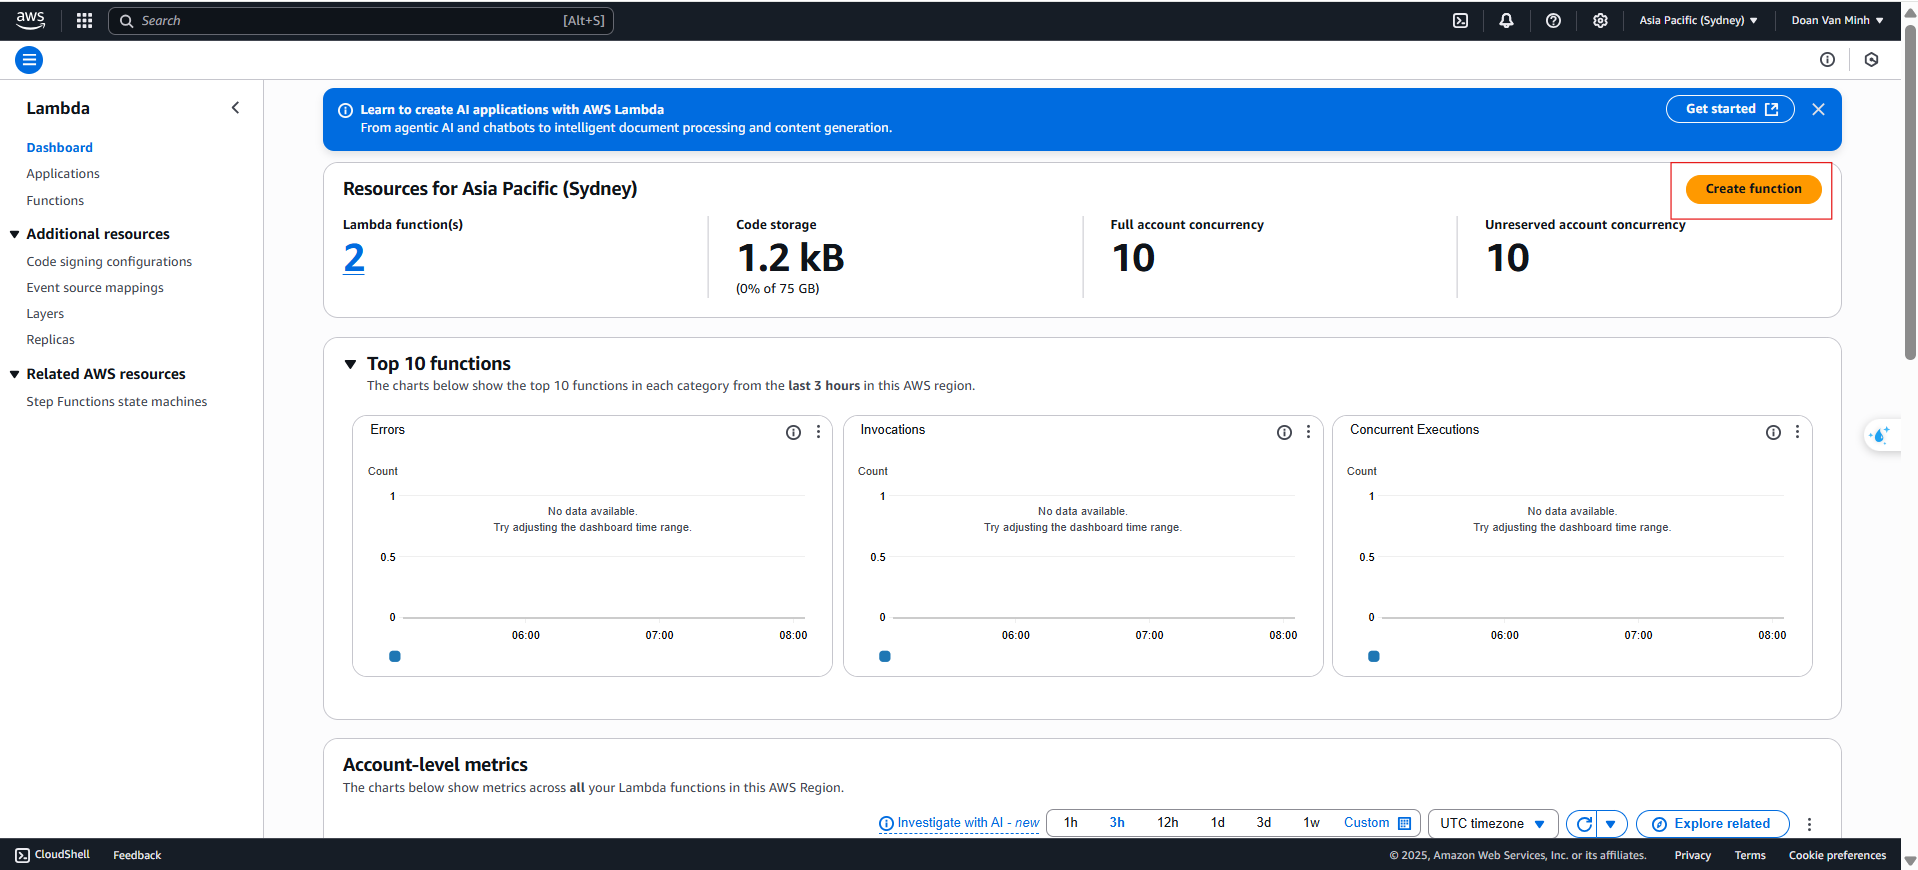 aws
Search [Alt+S]
Asia Pacific (Sydney)
Doan Van Minh
Lambda
Dashboard
Applications
Functions
Additional resources
Code signing configurations
Event source mappings
Layers
Replicas
Related AWS resources
Step Functions state machines
Learn to create AI applications with AWS Lambda
From agentic AI and chatbots to intelligent document processing and content generation.
Get started
Resources for Asia Pacific (Sydney)
Create function
Lambda function(s)
2
Code storage
1.2 kB
(0% of 75 GB)
Full account concurrency
10
Unreserved account concurrency
10
Top 10 functions
The charts below show the top 10 functions in each category from the last 3 hours in this AWS region.
Errors
Count
1
No data available.
Try adjusting the dashboard time range.
0.5
0
06:00 07:00 08:00
Invocations
Count
1
No data available.
Try adjusting the dashboard time range.
0.5
0
06:00 07:00 08:00
Concurrent Executions
Count
1
No data available.
Try adjusting the dashboard time range.
0.5
0
06:00 07:00 08:00
Account-level metrics
The charts below show metrics across all your Lambda functions in this AWS Region.
Investigate with AI - new
1h 3h 12h 1d 3d 1w Custom
UTC timezone
Explore related
CloudShell
Feedback
© 2025, Amazon Web Services, Inc. or its affiliates.
Privacy
Terms
Cookie preferences